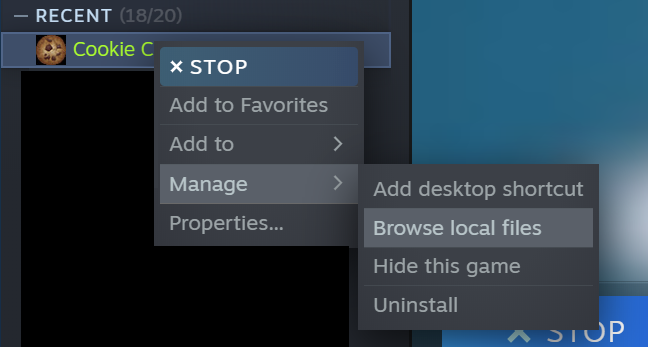 — RECENT (18/20)
Cookie C
× STOP
Add to Favorites
Add to
Manage
Properties...
Add desktop shortcut
Browse local files
Hide this game
Uninstall
× STOP